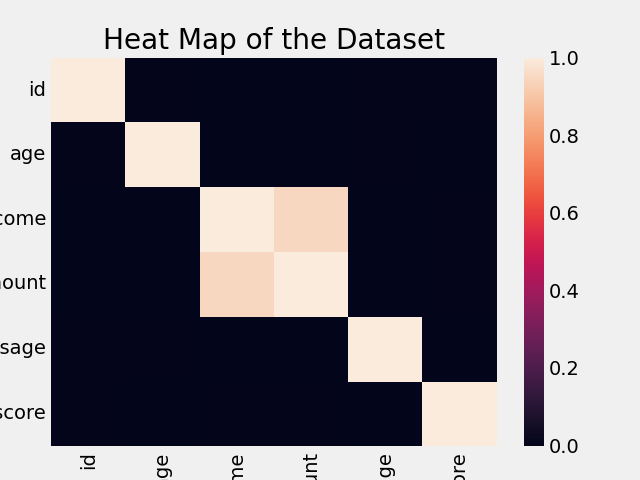 Heat Map of the Dataset
id
age
come
ount
sage
score
id
ge
me
unt
ge
ore
1.0
0.8
0.6
0.4
0.2
0.0